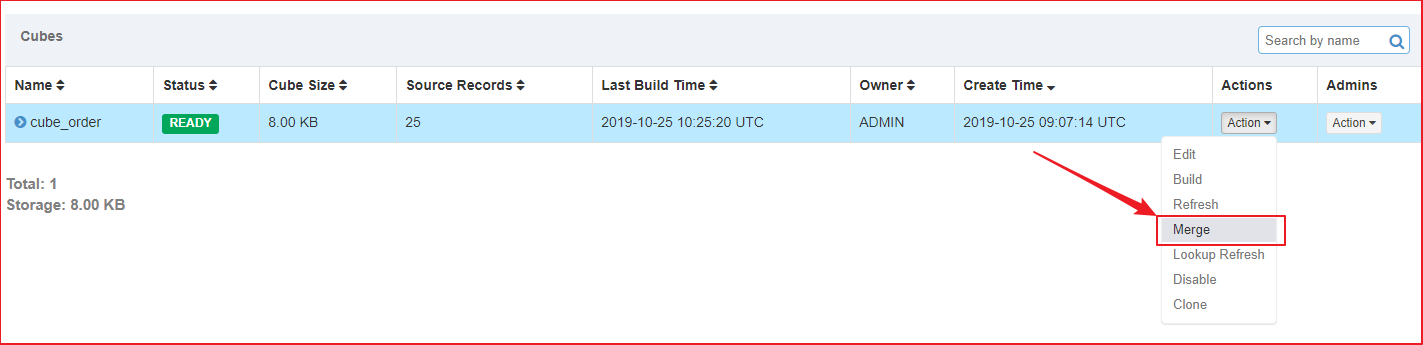 Cubes
Search by name
Name Status Cube Size Source Records Last Build Time Owner Create Time Actions Admins
cube_order READY 8.00 KB 25 2019-10-25 10:25:20 UTC ADMIN 2019-10-25 09:07:14 UTC Action Action
Edit
Build
Total: 1
Refresh
Storage: 8.00 KB
Merge
Lookup Refresh
Disable
Clone